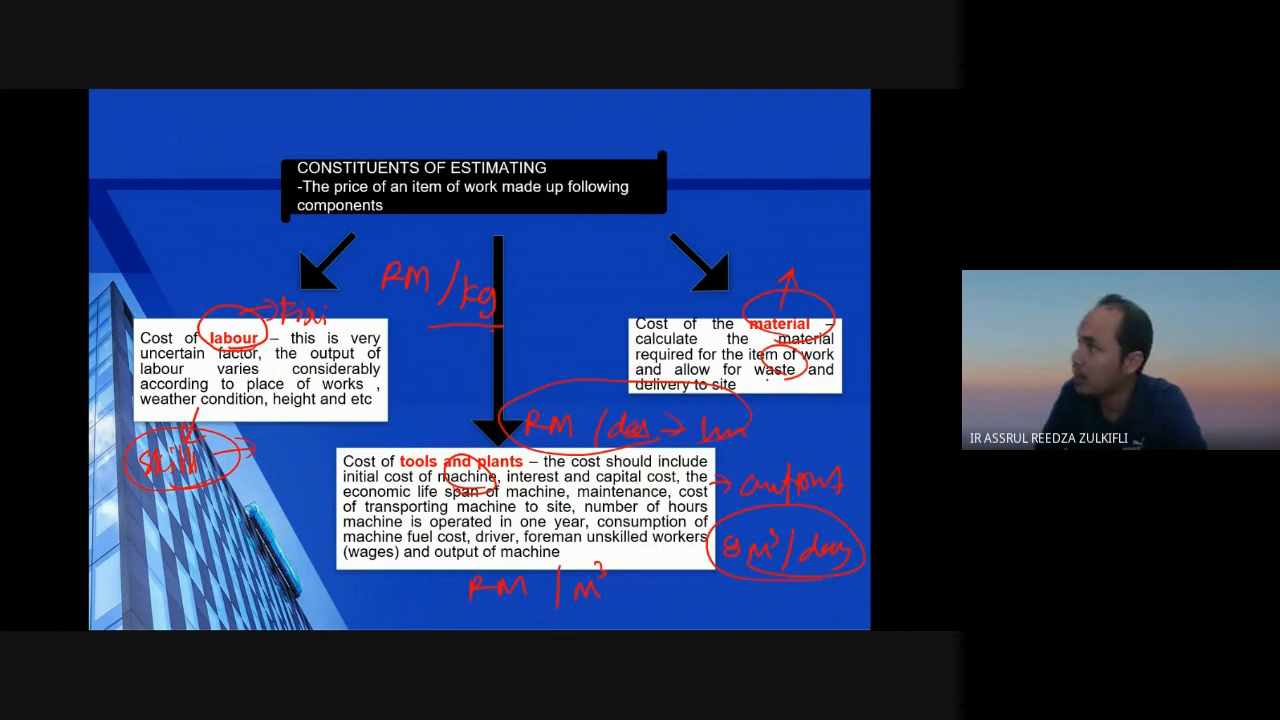 CONSTITUENTS OF ESTIMATING
-The price of an item of work made up following
components
RM /kg
Cost of labour – this is very
uncertain factor, the output of
labour varies considerably
according to place of works ,
weather condition, height and etc
skill
Cost of the material –
calculate the material
required for the item of work
and allow for waste and
delivery to site
RM /day →
Cost of tools and plants – the cost should include
initial cost of machine, interest and capital cost, the
economic life span of machine, maintenance, cost
of transporting machine to site, number of hours
machine is operated in one year, consumption of
machine fuel cost, driver, foreman unskilled workers
(wages) and output of machine
→ output
8 m³/day
RM / m³
IR ASSRUL REEDZA ZULKIFLI